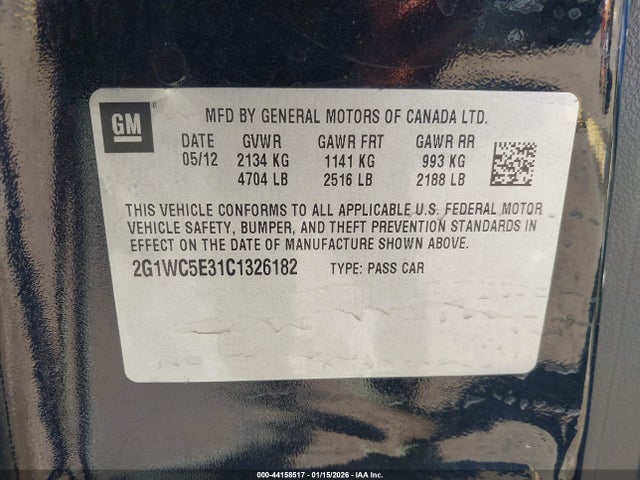 GM
MFD BY GENERAL MOTORS OF CANADA LTD.
DATE GVWR GAWR FRT GAWR RR
05/12 2134 KG 1141 KG 993 KG
4704 LB 2516 LB 2188 LB
THIS VEHICLE CONFORMS TO ALL APPLICABLE U.S. FEDERAL MOTOR
VEHICLE SAFETY, BUMPER, AND THEFT PREVENTION STANDARDS IN
EFFECT ON THE DATE OF MANUFACTURE SHOWN ABOVE.
2G1WC5E31C1326182 TYPE: PASS CAR
000-44158517 - 01/15/2026 - IAA Inc.